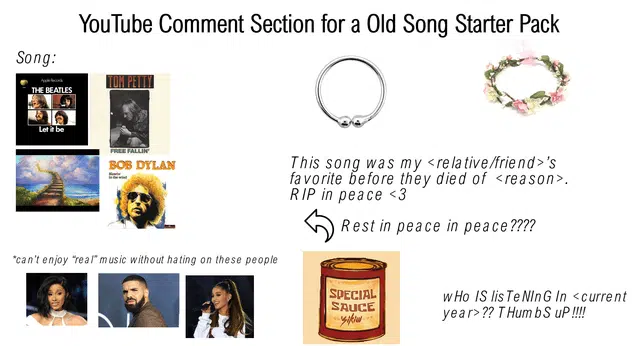 YouTube Comment Section for a Old Song Starter Pack
Song:
Apple Records
THE BEATLES
Let it be
TOM PETTY
FREE FALLIN'
BOB DYLAN
Blowin'
in the wind
This song was my <relative/friend>'s
favorite before they died of <reason>.
RIP in peace <3
Rest in peace in peace????
*can't enjoy "real" music without hating on these people
SPECIAL
SAUCE
wHo IS lisTeNInG In <current
year>?? THumbS uP!!!!